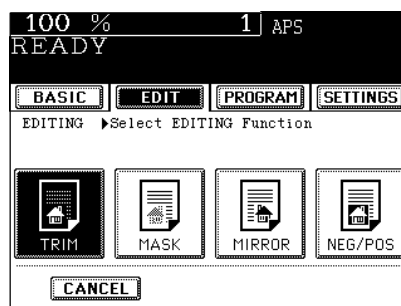 100 % 1 APS
READY
BASIC EDIT PROGRAM SETTINGS
EDITING ▶Select EDITING Function
TRIM MASK MIRROR NEG/POS
CANCEL